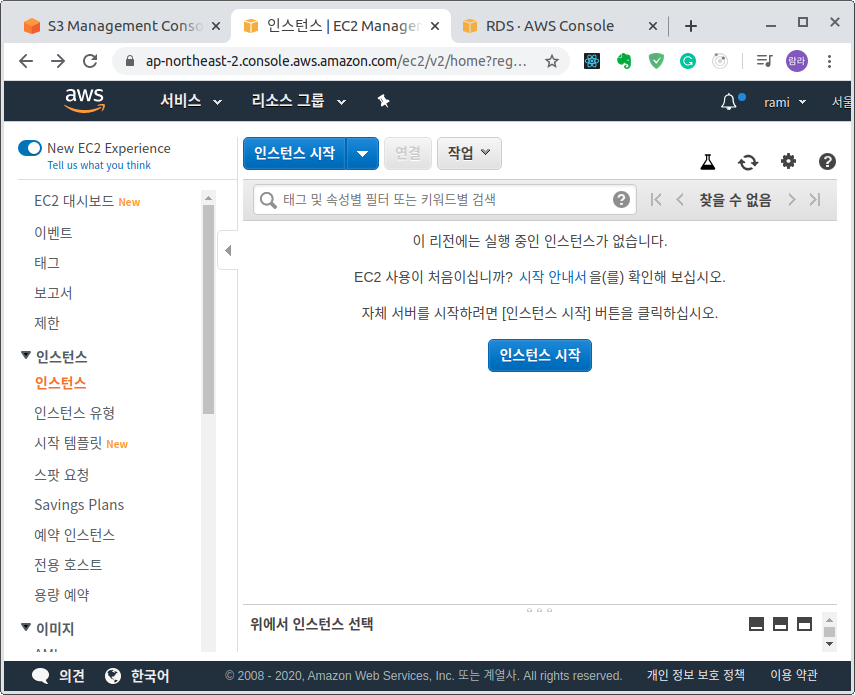 S3 Management Conso
인스턴스 | EC2 Manager
RDS · AWS Console
ap-northeast-2.console.aws.amazon.com/ec2/v2/home?reg...
람라
aws
서비스
리소스 그룹
rami
서울
New EC2 Experience
Tell us what you think
EC2 대시보드 New
이벤트
태그
보고서
제한
인스턴스
인스턴스
인스턴스 유형
시작 템플릿 New
스팟 요청
Savings Plans
예약 인스턴스
전용 호스트
용량 예약
이미지
인스턴스 시작
연결
작업
태그 및 속성별 필터 또는 키워드별 검색
찾을 수 없음
이 리전에는 실행 중인 인스턴스가 없습니다.
EC2 사용이 처음이십니까? 시작 안내서을(를) 확인해 보십시오.
자체 서버를 시작하려면 [인스턴스 시작] 버튼을 클릭하십시오.
인스턴스 시작
위에서 인스턴스 선택
의견
한국어
© 2008 - 2020, Amazon Web Services, Inc. 또는 계열사. All rights reserved.
개인 정보 보호 정책
이용 약관